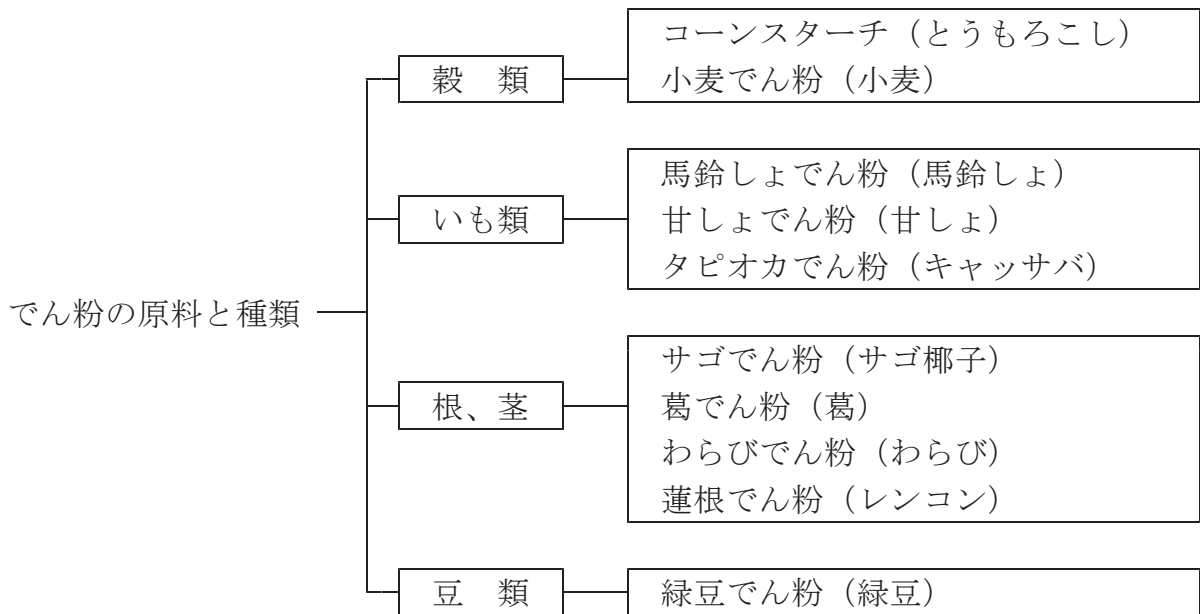 でん粉の原料と種類
穀　類
コーンスターチ（とうもろこし）
小麦でん粉（小麦）
いも類
馬鈴しょでん粉（馬鈴しょ）
甘しょでん粉（甘しょ）
タピオカでん粉（キャッサバ）
根、茎
サゴでん粉（サゴ椰子）
葛でん粉（葛）
わらびでん粉（わらび）
蓮根でん粉（レンコン）
豆　類
緑豆でん粉（緑豆）